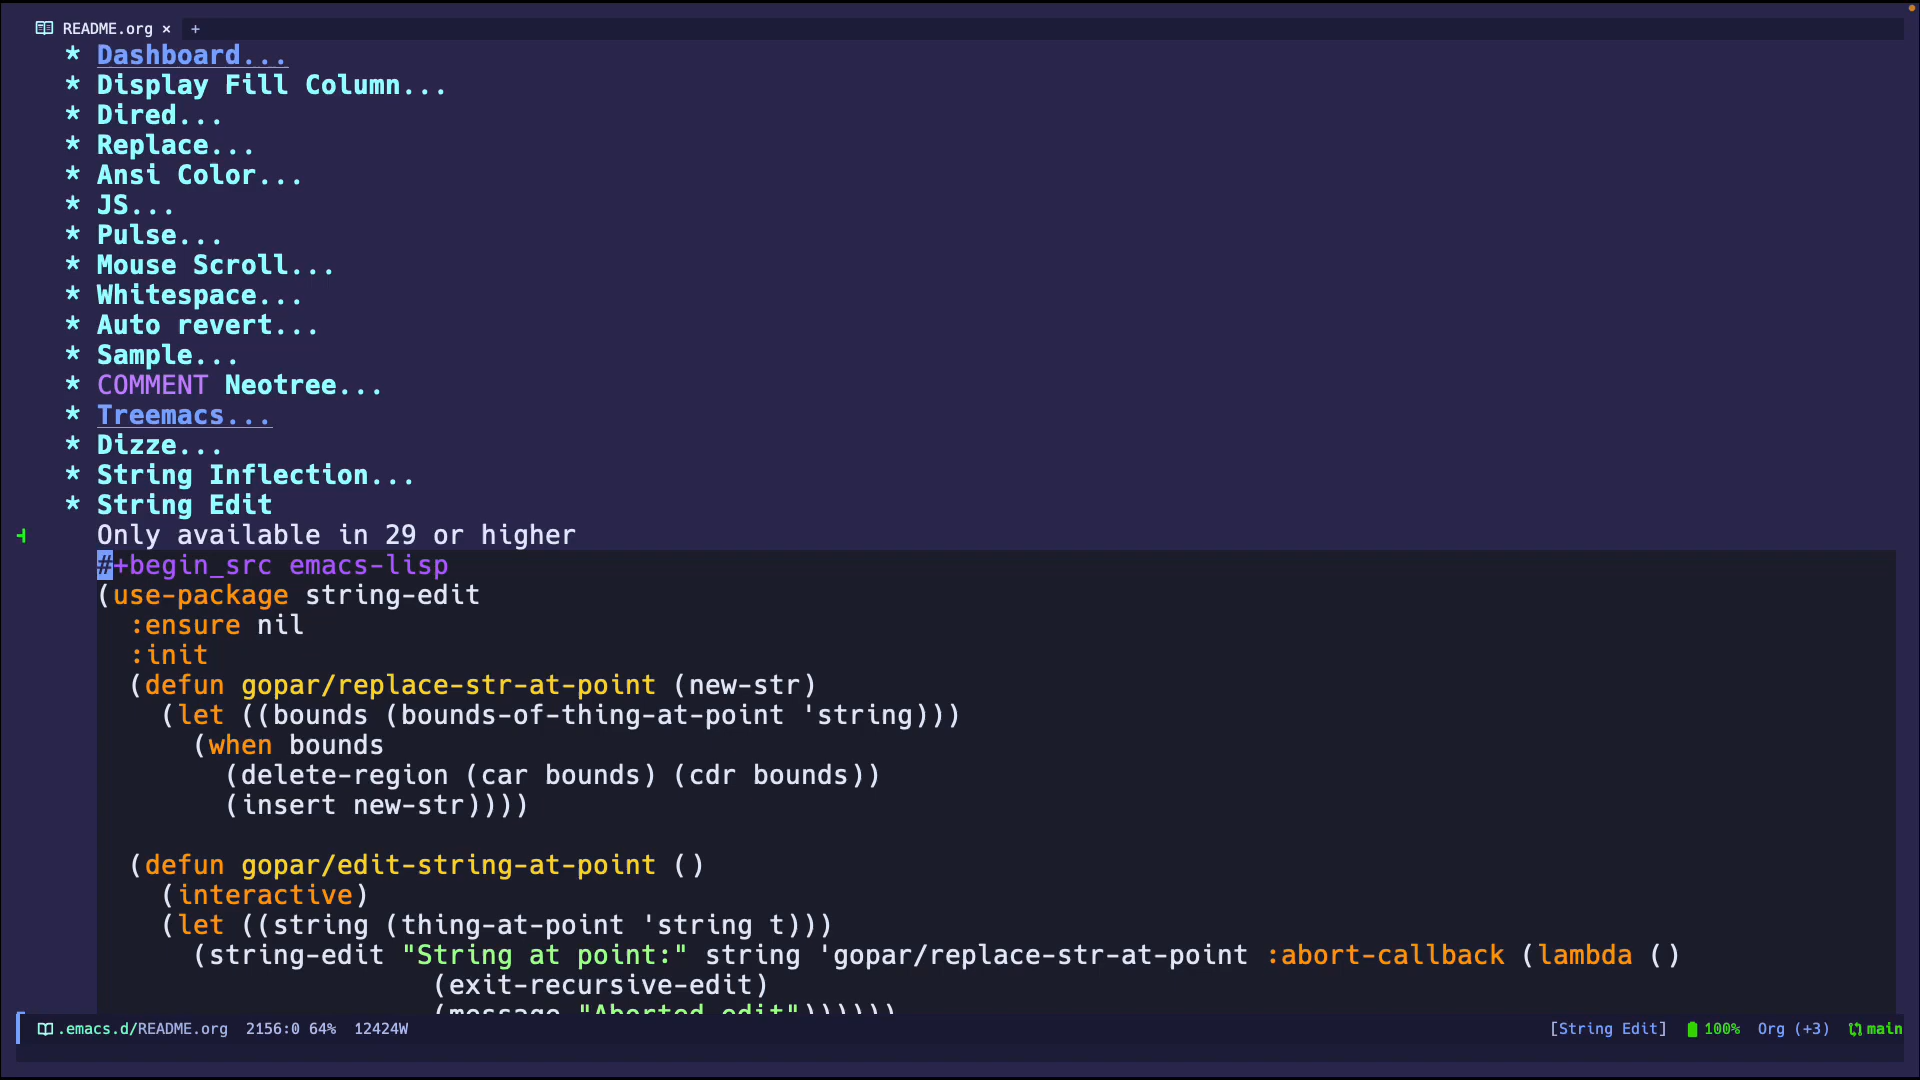 README.org × +
* Dashboard...
* Display Fill Column...
* Dired...
* Replace...
* Ansi Color...
* JS...
* Pulse...
* Mouse Scroll...
* Whitespace...
* Auto revert...
* Sample...
* COMMENT Neotree...
* Treemacs...
* Dizze...
* String Inflection...
* String Edit
Only available in 29 or higher
#+begin_src emacs-lisp
(use-package string-edit
  :ensure nil
  :init
  (defun gopar/replace-str-at-point (new-str)
    (let ((bounds (bounds-of-thing-at-point 'string)))
      (when bounds
        (delete-region (car bounds) (cdr bounds))
        (insert new-str))))
  (defun gopar/edit-string-at-point ()
    (interactive)
    (let ((string (thing-at-point 'string t)))
      (string-edit "String at point:" string 'gopar/replace-str-at-point :abort-callback (lambda ()
                     (exit-recursive-edit)
                     (message "Aborted edit"))))))
.emacs.d/README.org 2156:0 64% 12424W [String Edit] 100% Org (+3) main